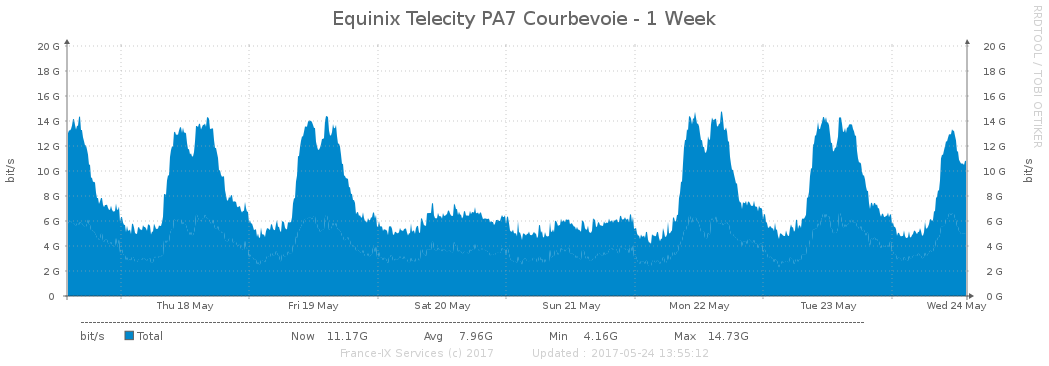 Equinix Telecity PA7 Courbevoie - 1 Week
RRDTOOL / TOBI OETIKER
bit/s
20 G
18 G
16 G
14 G
12 G
10 G
8 G
6 G
4 G
2 G
0
20 G
18 G
16 G
14 G
12 G
10 G
8 G
6 G
4 G
2 G
0 G
bit/s
Thu 18 May Fri 19 May Sat 20 May Sun 21 May Mon 22 May Tue 23 May Wed 24 May
bit/s Total Now 11.17G Avg 7.96G Min 4.16G Max 14.73G
France-IX Services (c) 2017 Updated : 2017-05-24 13:55:12